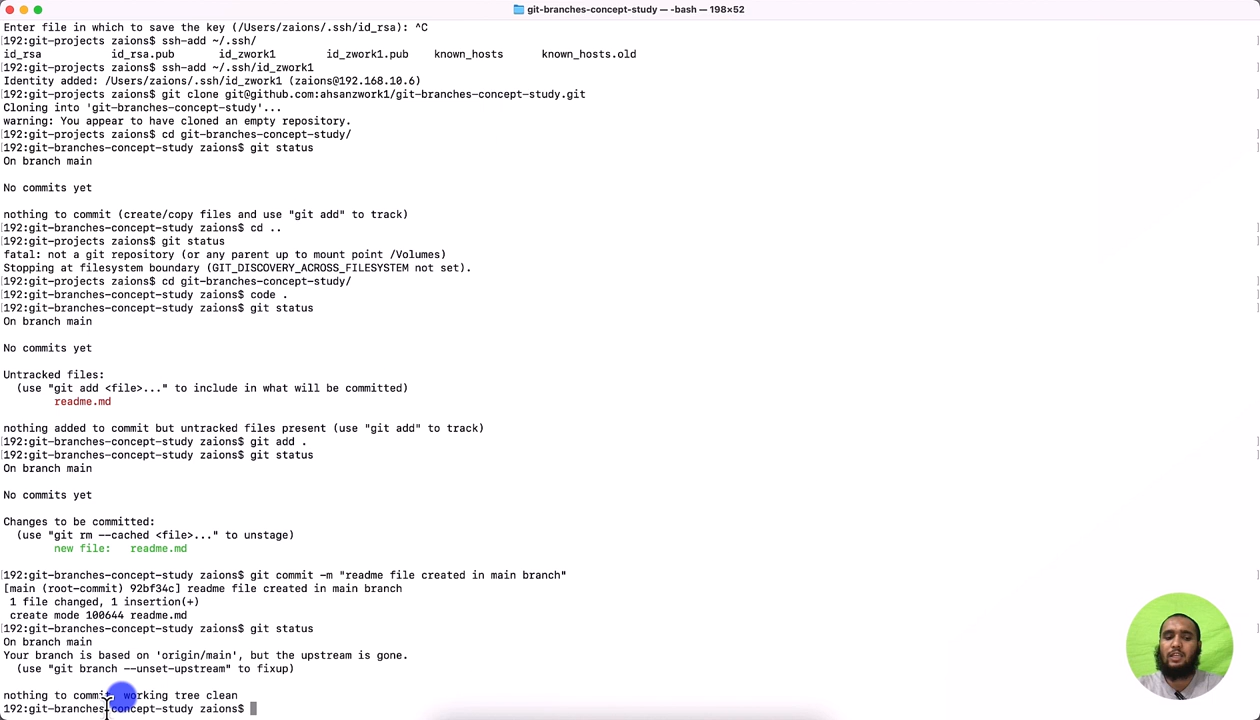 git-branches-concept-study — -bash — 198×52
Enter file in which to save the key (/Users/zaions/.ssh/id_rsa): ^C
[192:git-projects zaions$ ssh-add ~/.ssh/
id_rsa id_rsa.pub id_zwork1 id_zwork1.pub known_hosts known_hosts.old
[192:git-projects zaions$ ssh-add ~/.ssh/id_zwork1
Identity added: /Users/zaions/.ssh/id_zwork1 (zaions@192.168.10.6)
[192:git-projects zaions$ git clone git@github.com:ahsanzwork1/git-branches-concept-study.git
Cloning into 'git-branches-concept-study'...
warning: You appear to have cloned an empty repository.
[192:git-projects zaions$ cd git-branches-concept-study/
[192:git-branches-concept-study zaions$ git status
On branch main
No commits yet
nothing to commit (create/copy files and use "git add" to track)
[192:git-branches-concept-study zaions$ cd ..
[192:git-projects zaions$ git status
fatal: not a git repository (or any parent up to mount point /Volumes)
Stopping at filesystem boundary (GIT_DISCOVERY_ACROSS_FILESYSTEM not set).
[192:git-projects zaions$ cd git-branches-concept-study/
[192:git-branches-concept-study zaions$ code .
[192:git-branches-concept-study zaions$ git status
On branch main
No commits yet
Untracked files:
(use "git add <file>..." to include in what will be committed)
readme.md
nothing added to commit but untracked files present (use "git add" to track)
[192:git-branches-concept-study zaions$ git add .
[192:git-branches-concept-study zaions$ git status
On branch main
No commits yet
Changes to be committed:
(use "git rm --cached <file>..." to unstage)
new file: readme.md
[192:git-branches-concept-study zaions$ git commit -m "readme file created in main branch"
[main (root-commit) 92bf34c] readme file created in main branch
1 file changed, 1 insertion(+)
create mode 100644 readme.md
[192:git-branches-concept-study zaions$ git status
On branch main
Your branch is based on 'origin/main', but the upstream is gone.
(use "git branch --unset-upstream" to fixup)
nothing to commit, working tree clean
192:git-branches-concept-study zaions$